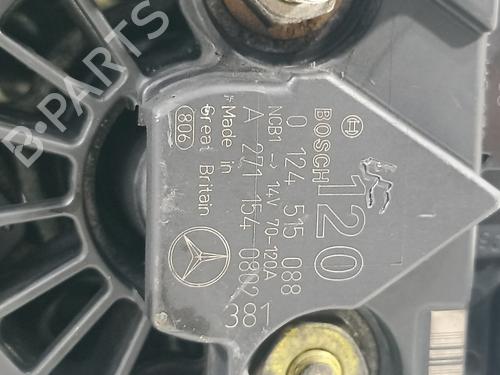 120
BOSCH
0 124 515 088
NCB1 -> 14V 70-120A
A 271 154 0802
Made in
Great Britain
806
381
B-PARTS